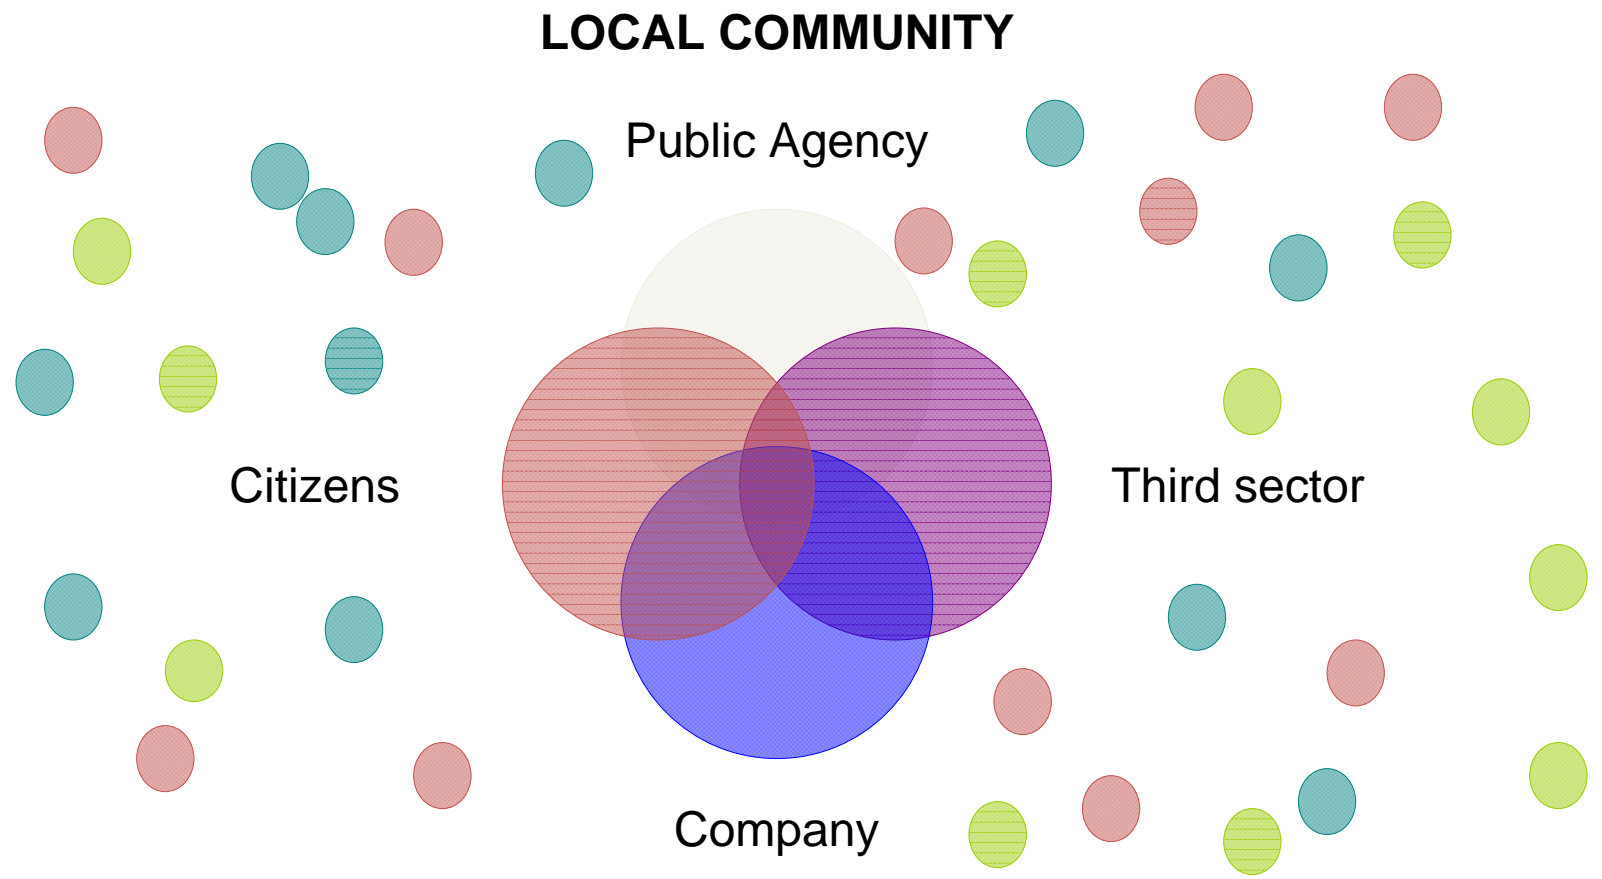 LOCAL COMMUNITY
Public Agency
Citizens
Third sector
Company